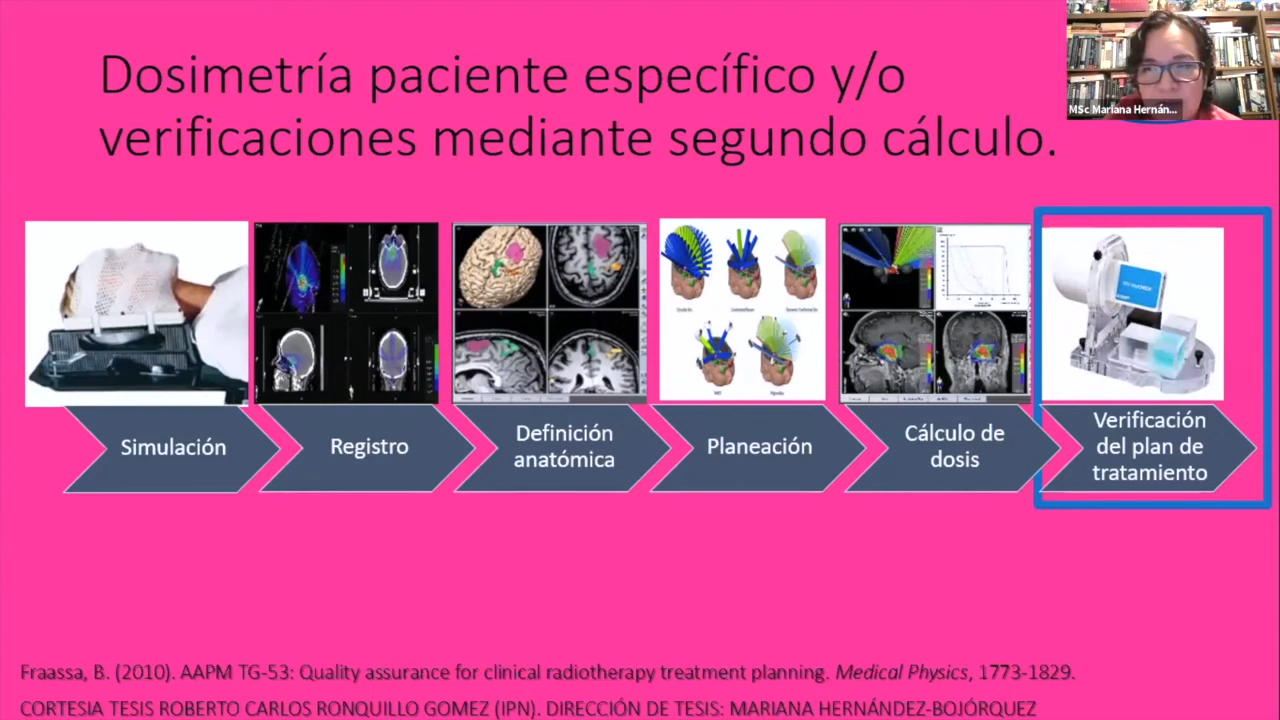 Dosimetría paciente específico y/o
verificaciones mediante segundo cálculo.
MSc Mariana Hernán...
Simulación
Registro
Definición
anatómica
Planeación
Cálculo de
dosis
Verificación
del plan de
tratamiento
Fraassa, B. (2010). AAPM TG-53: Quality assurance for clinical radiotherapy treatment planning. Medical Physics, 1773-1829.
CORTESIA TESIS ROBERTO CARLOS RONQUILLO GOMEZ (IPN). DIRECCIÓN DE TESIS: MARIANA HERNÁNDEZ-BOJÓRQUEZ